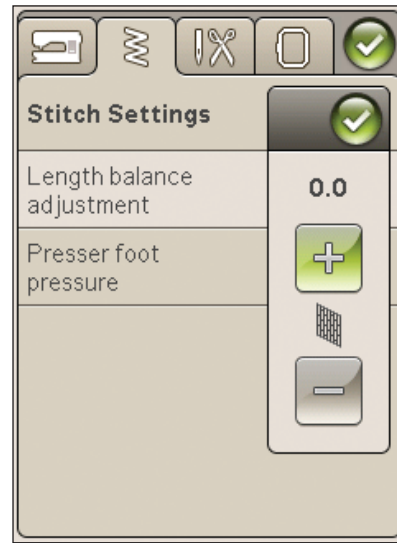 Stitch Settings
Length balance
adjustment
0.0
Presser foot
pressure